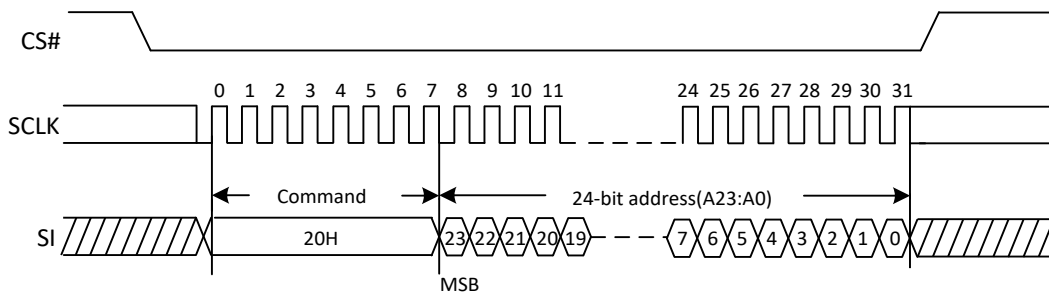 CS#
0 1 2 3 4 5 6 7 8 9 10 11 24 25 26 27 28 29 30 31
SCLK
Command 24-bit address(A23:A0)
SI 20H 23 22 21 20 19 7 6 5 4 3 2 1 0
MSB